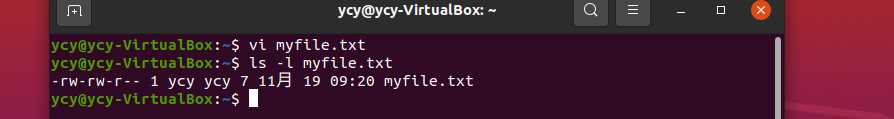 ycy@ycy-VirtualBox: ~
ycy@ycy-VirtualBox:~$ vi myfile.txt
ycy@ycy-VirtualBox:~$ ls -l myfile.txt
-rw-rw-r-- 1 ycy ycy 7 11月 19 09:20 myfile.txt
ycy@ycy-VirtualBox:~$